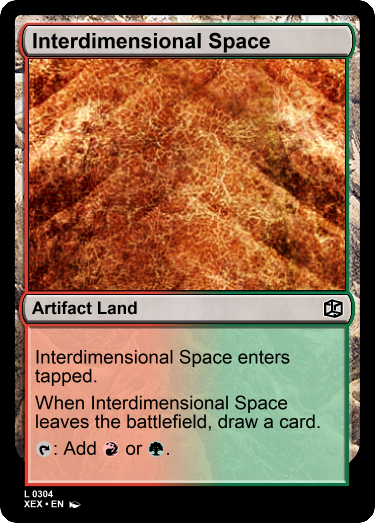 Interdimensional Space
Artifact Land
Interdimensional Space enters
tapped.
When Interdimensional Space
leaves the battlefield, draw a card.
: Add or .
L 0304
XEX • EN